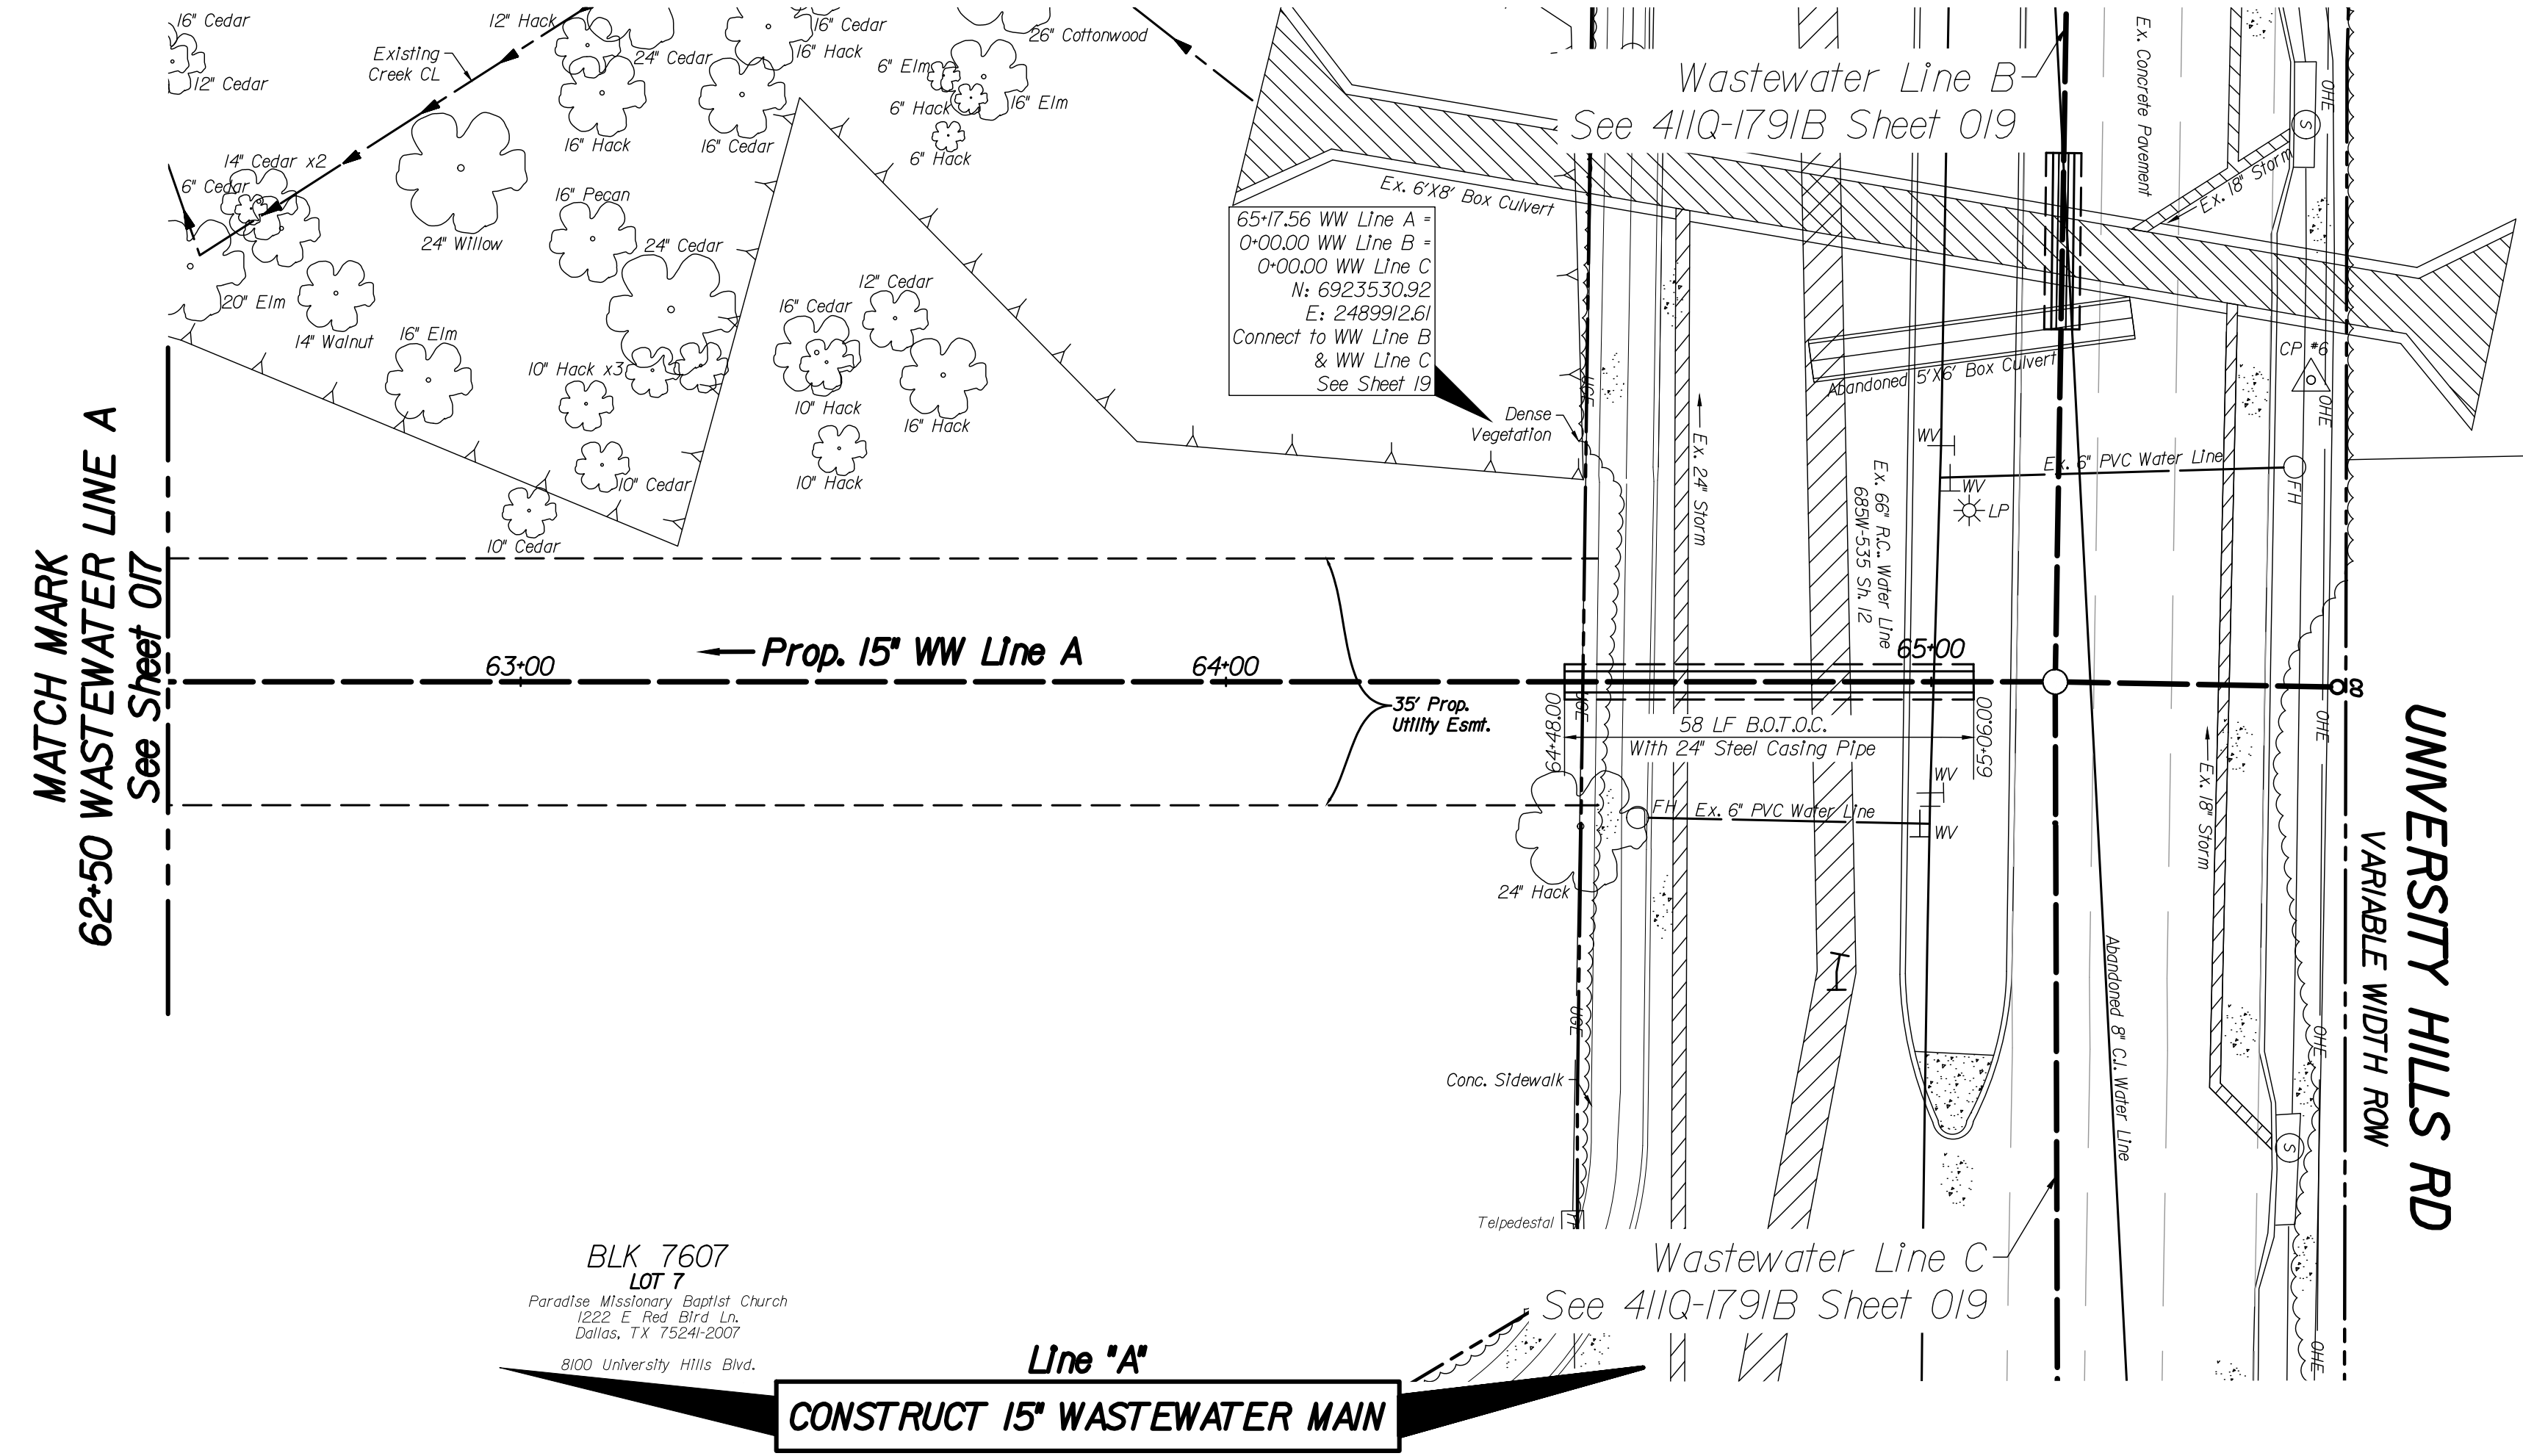 16" Cedar
12" Cedar
Existing
Creek CL
12" Hack
24" Cedar
16" Cedar
16" Hack
26" Cottonwood
6" Elm
16" Elm
6" Hack
6" Hack
16" Hack
16" Cedar
14" Cedar x2
6" Cedar
24" Willow
16" Pecan
24" Cedar
20" Elm
14" Walnut
16" Elm
10" Hack x3
16" Cedar
12" Cedar
10" Hack
16" Hack
10" Hack
10" Cedar
10" Cedar
Wastewater Line B
See 411Q-1791B Sheet 019
Ex. Concrete Pavement
OHE
S
Ex. 18" Storm
Ex. 6'X8' Box Culvert
65+17.56 WW Line A =
0+00.00 WW Line B =
0+00.00 WW Line C
N: 6923530.92
E: 2489912.61
Connect to WW Line B
& WW Line C
See Sheet 19
UGE
Dense
Vegetation
Abandoned 5'X6' Box Culvert
CP #6
OHE
WV
Ex. 6" PVC Water Line
WV
FH
LP
Ex. 24" Storm
Ex. 66" R.C. Water Line
685W-535 Sh. 12
MATCH MARK
62+50 WASTEWATER LINE A
See Sheet 017
63+00
Prop. 15" WW Line A
64+00
65+00
35' Prop.
Utility Esmt.
64+48.00
UGE
58 LF B.O.T.O.C.
With 24" Steel Casing Pipe
65+06.00
OHE
8
WV
FH
Ex. 6" PVC Water Line
WV
24" Hack
Ex. 18" Storm
UNIVERSITY HILLS RD
VARIABLE WIDTH ROW
Abandoned 8" C.I. Water Line
UGE
OHE
Conc. Sidewalk
S
Telpedestal
T
Wastewater Line C
See 411Q-1791B Sheet 019
OHE
BLK 7607
LOT 7
Paradise Missionary Baptist Church
1222 E Red Bird Ln.
Dallas, TX 75241-2007
8100 University Hills Blvd.
Line "A"
CONSTRUCT 15" WASTEWATER MAIN